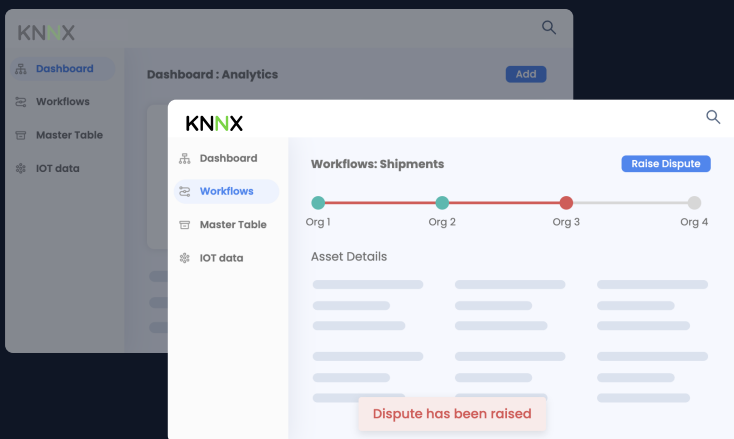 KNNX
Dashboard
Workflows
Master Table
IOT data
Dashboard : Analytics
Add
KNNX
Dashboard
Workflows
Master Table
IOT data
Workflows: Shipments
Raise Dispute
Org 1
Org 2
Org 3
Org 4
Asset Details
Dispute has been raised